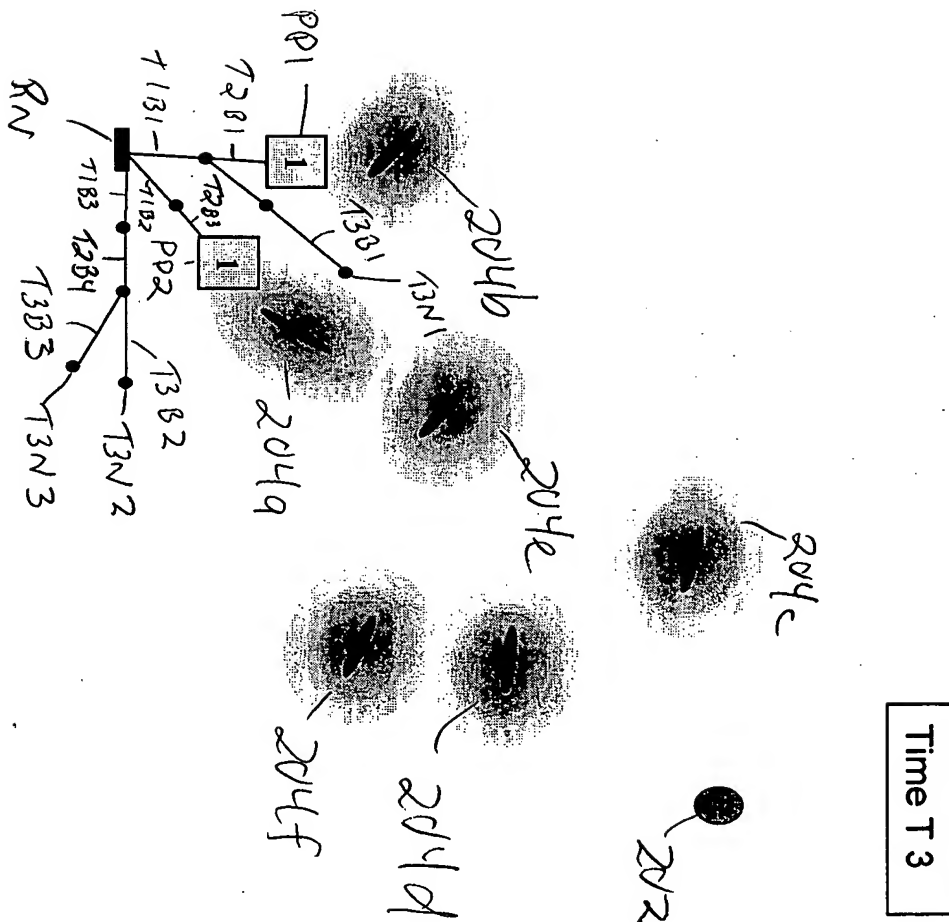 Time T 3
202
204c
204d
204e
204b
204f
204a
T3N1
T3B1
PP1
T2B1
1
T1B1
RN
T2B3
T1B2
1
PP2
T1B3
T2B4
T3B2
T3N2
T3B3
T3N3